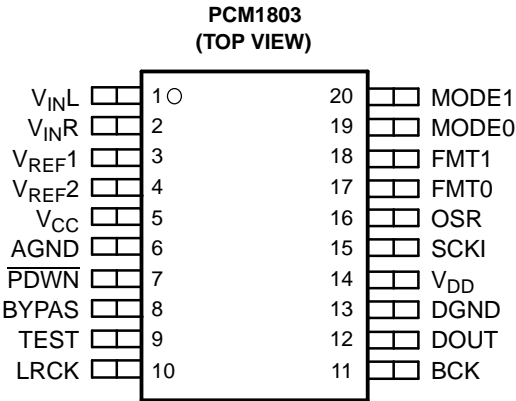 PCM1803
(TOP VIEW)
VINL 1 20 MODE1
VINR 2 19 MODE0
VREF1 3 18 FMT1
VREF2 4 17 FMT0
VCC 5 16 OSR
AGND 6 15 SCKI
PDWN 7 14 VDD
BYPAS 8 13 DGND
TEST 9 12 DOUT
LRCK 10 11 BCK